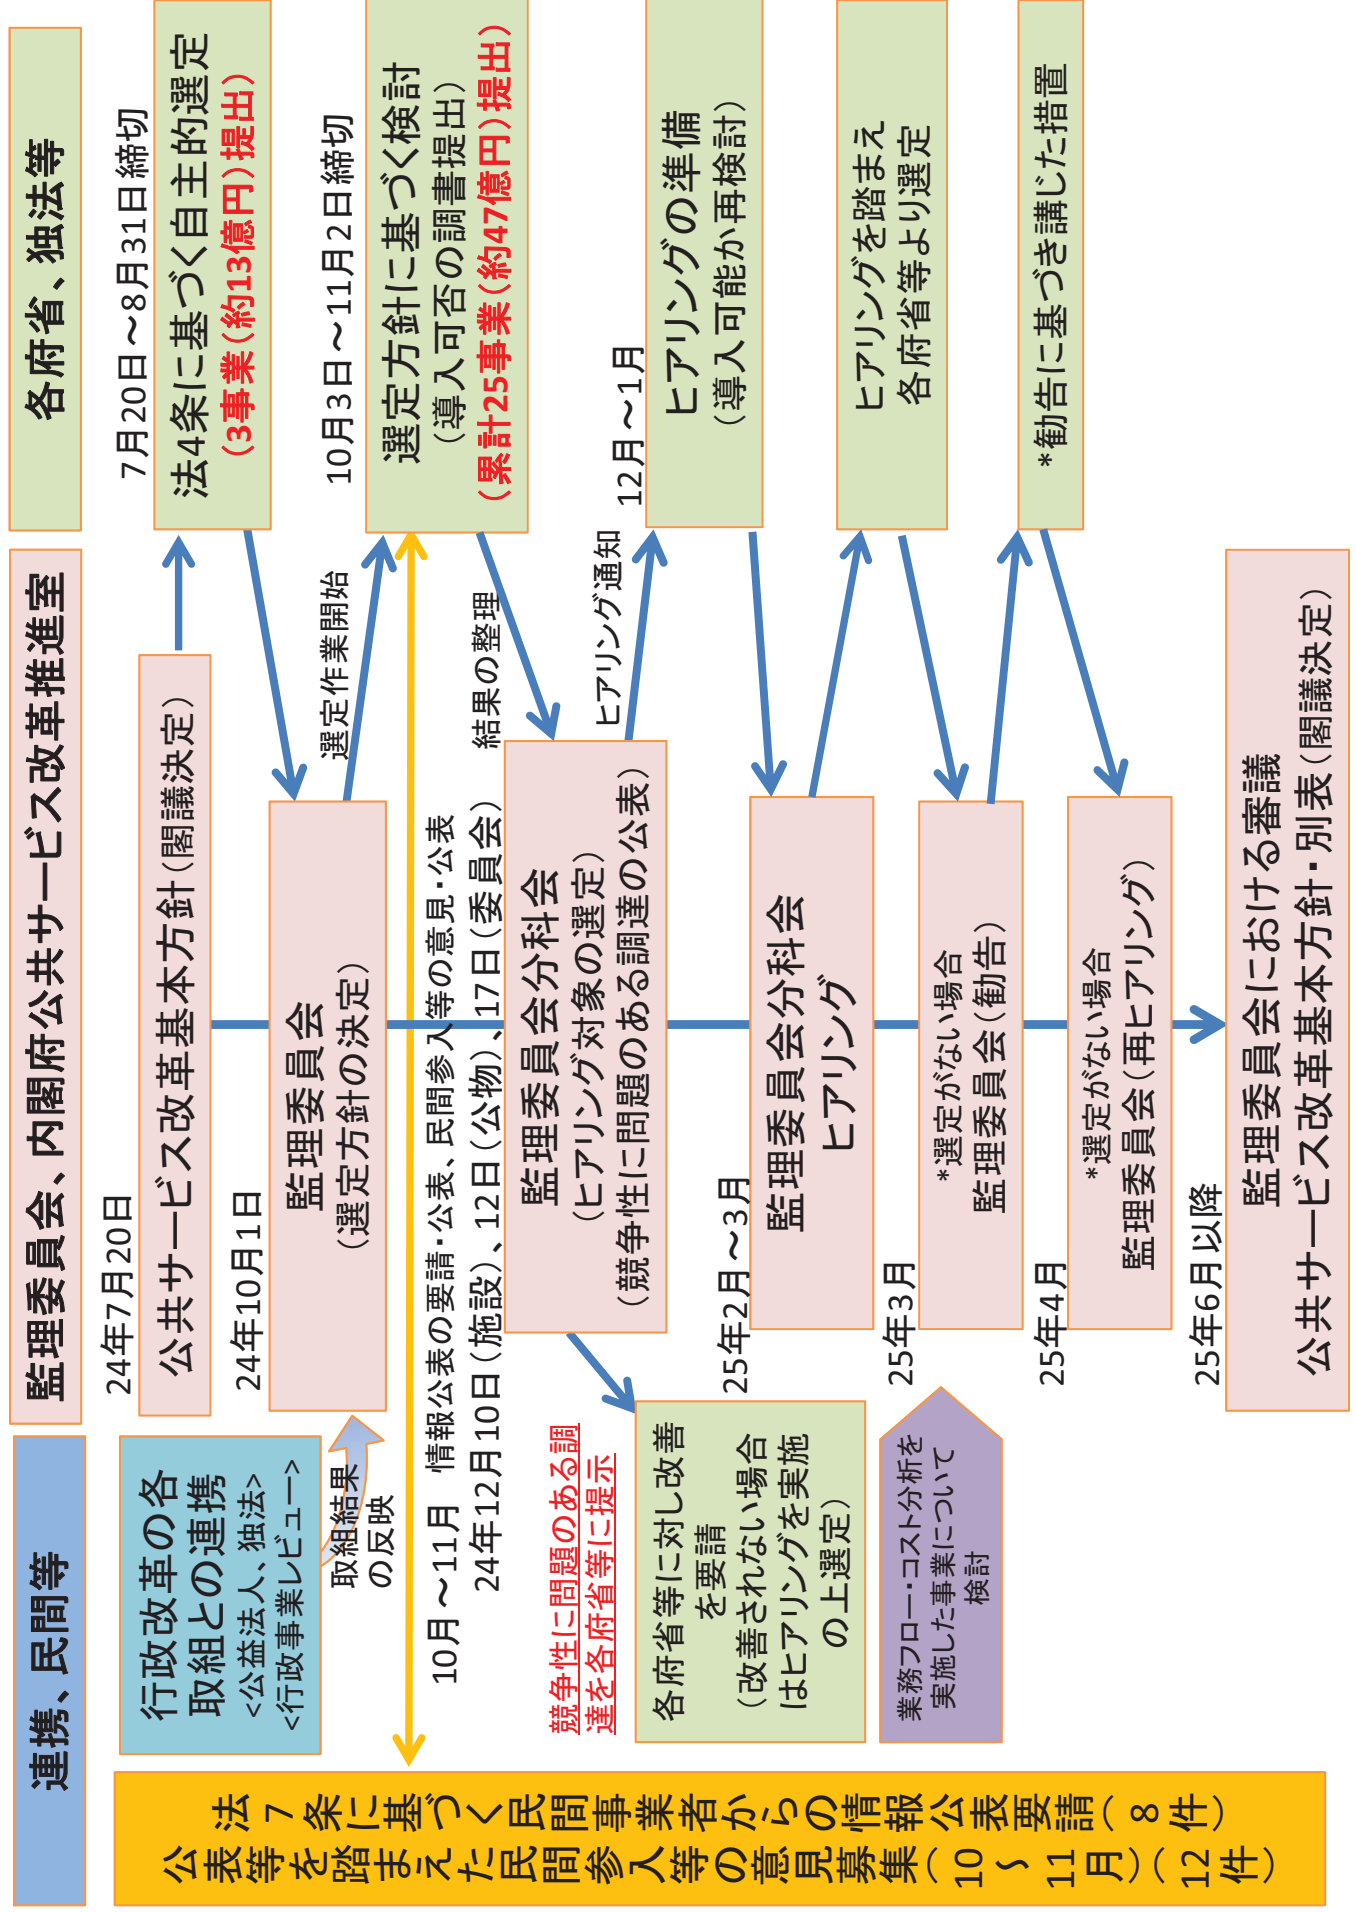 連携、民間等
監理委員会、内閣府公共サービス改革推進室
各府省、独法等
行政改革の各
取組との連携
<公益法人、独法>
<行政事業レビュー>
取組結果
の反映
24年7月20日
公共サービス改革基本方針(閣議決定)
7月20日~8月31日締切
法4条に基づく自主的選定
(3事業(約13億円)提出)
24年10月1日
監理委員会
(選定方針の決定)
選定作業開始
10月3日~11月2日締切
選定方針に基づく検討
(導入可否の調書提出)
(累計25事業(約47億円)提出)
10月~11月 情報公表の要請・公表、民間参入等の意見・公表
24年12月10日(施設)、12日(公物)、17日(委員会)
結果の整理
監理委員会分科会
(ヒアリング対象の選定)
(競争性に問題のある調達の公表)
ヒアリング通知
12月~1月
ヒアリングの準備
(導入可能か再検討)
競争性に問題のある調
達を各府省等に提示
各府省等に対し改善
を要請
(改善されない場合
はヒアリングを実施
の上選定)
25年2月~3月
監理委員会分科会
ヒアリング
ヒアリングを踏まえ
各府省等より選定
業務フロー・コスト分析を
実施した事業について
検討
25年3月
*選定がない場合
監理委員会(勧告)
*勧告に基づき講じた措置
25年4月
*選定がない場合
監理委員会(再ヒアリング)
25年6月以降
監理委員会における審議
公共サービス改革基本方針・別表(閣議決定)
法7条に基づく民間事業者からの情報公表要請(8件)
公表等を踏まえた民間参入等の意見募集(10~11月)(12件)